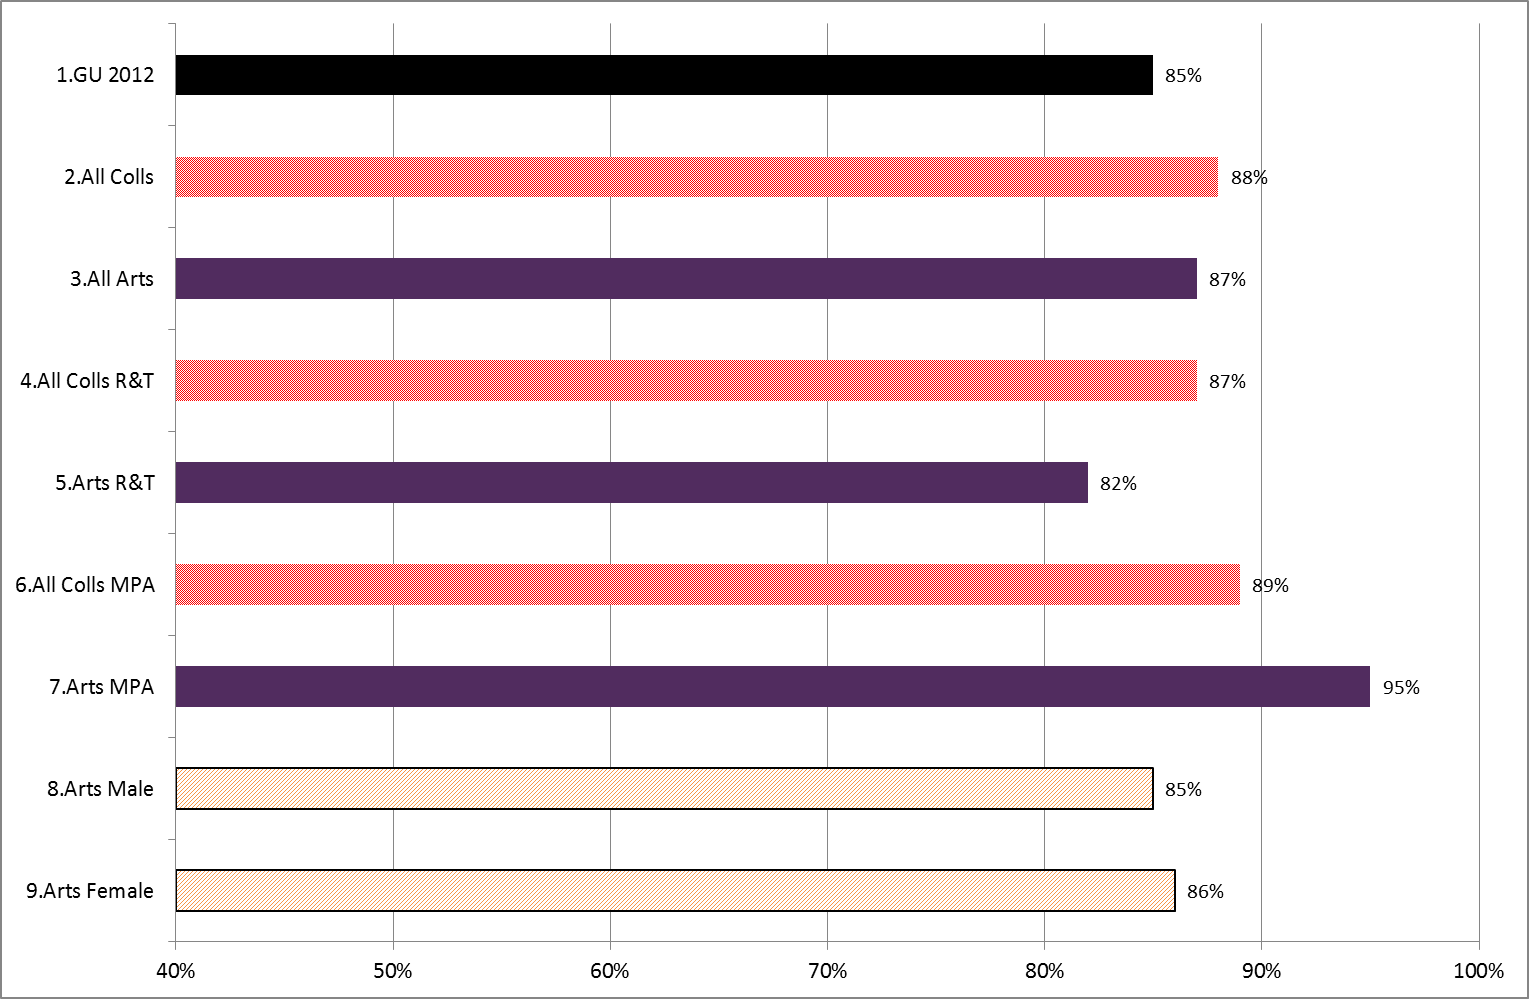 1.GU 2012 85%
2.All Colls 88%
3.All Arts 87%
4.All Colls R&T 87%
5.Arts R&T 82%
6.All Colls MPA 89%
7.Arts MPA 95%
8.Arts Male 85%
9.Arts Female 86%
40% 50% 60% 70% 80% 90% 100%